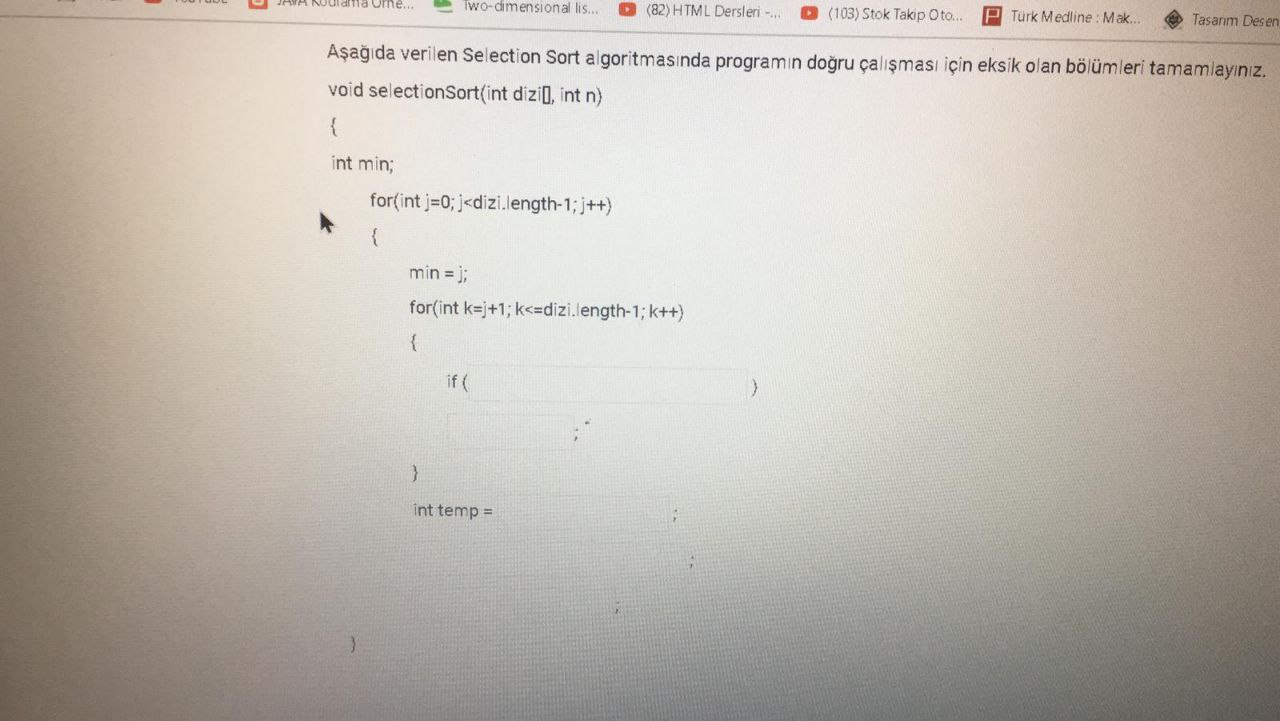 JAVA Kodlama Örne...
Two-dimensional lis...
(82) HTML Dersleri -...
(103) Stok Takip Oto...
Türk Medline : Mak...
Tasarım Desen
Aşağıda verilen Selection Sort algoritmasında programın doğru çalışması için eksik olan bölümleri tamamlayınız.
void selectionSort(int dizi[], int n)
{
int min;
for(int j=0; j<dizi.length-1; j++)
{
min = j;
for(int k=j+1; k<=dizi.length-1; k++)
{
if ( )
;
}
int temp = ;
;
;
}